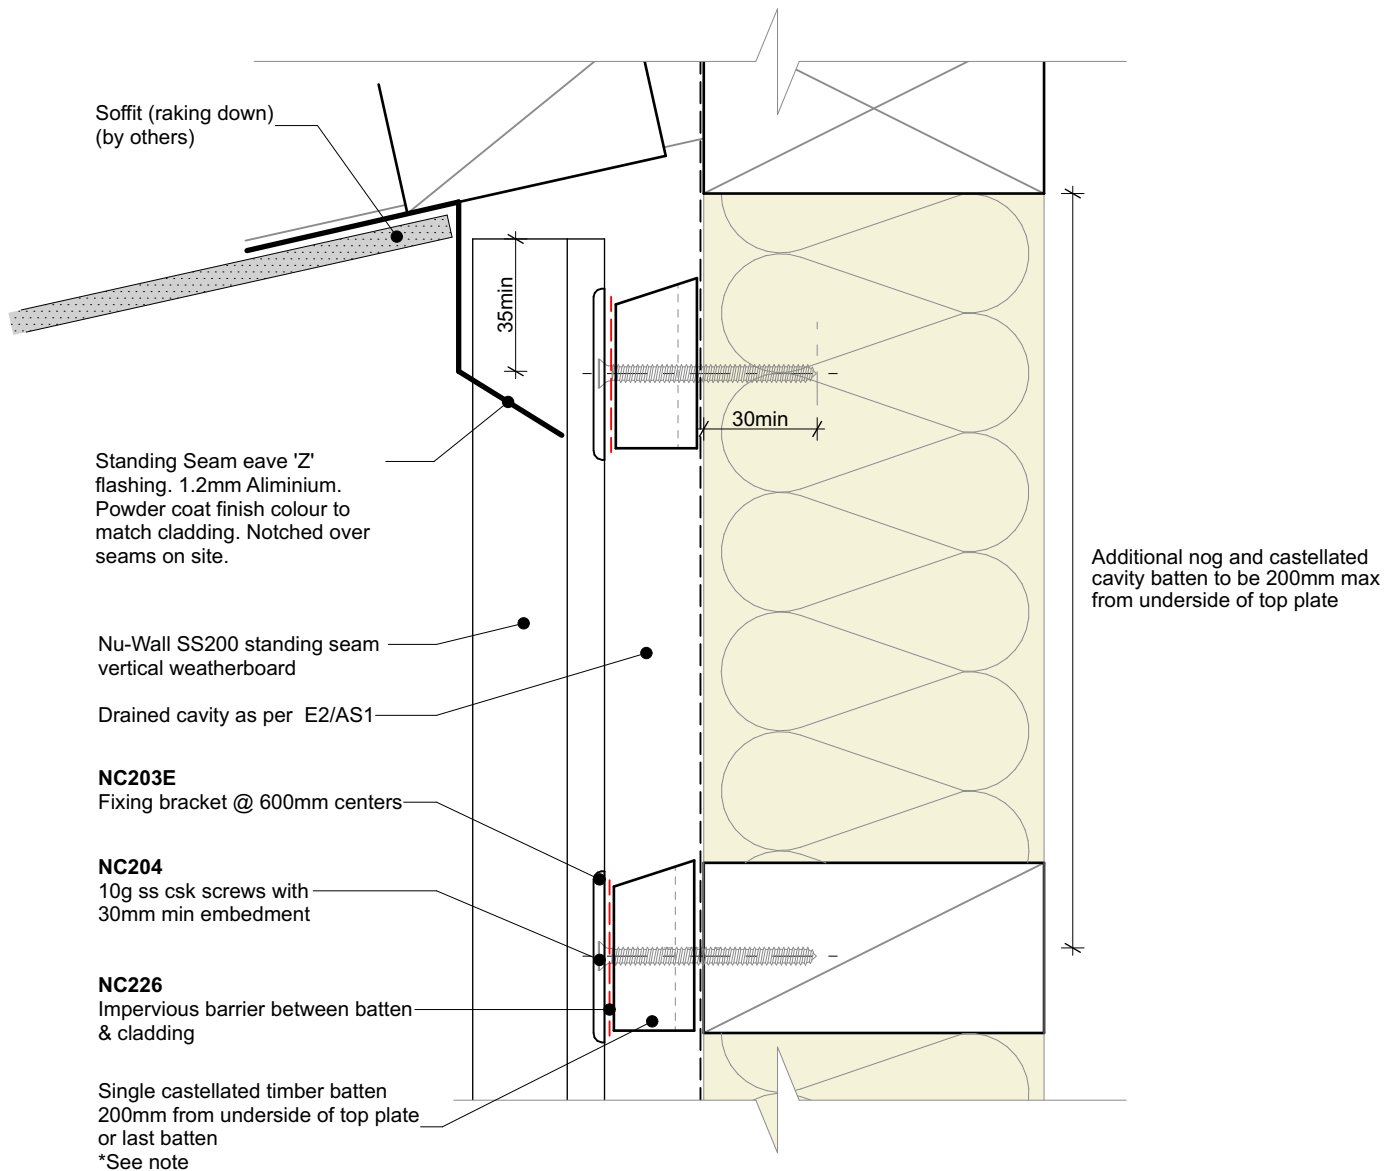 Soffit (raking down)
(by others)
35min
30min
Standing Seam eave 'Z'
flashing. 1.2mm Aliminium.
Powder coat finish colour to
match cladding. Notched over
seams on site.
Additional nog and castellated
cavity batten to be 200mm max
from underside of top plate
Nu-Wall SS200 standing seam
vertical weatherboard
Drained cavity as per E2/AS1
NC203E
Fixing bracket @ 600mm centers
NC204
10g ss csk screws with
30mm min embedment
NC226
Impervious barrier between batten
& cladding
Single castellated timber batten
200mm from underside of top plate
or last batten
*See note